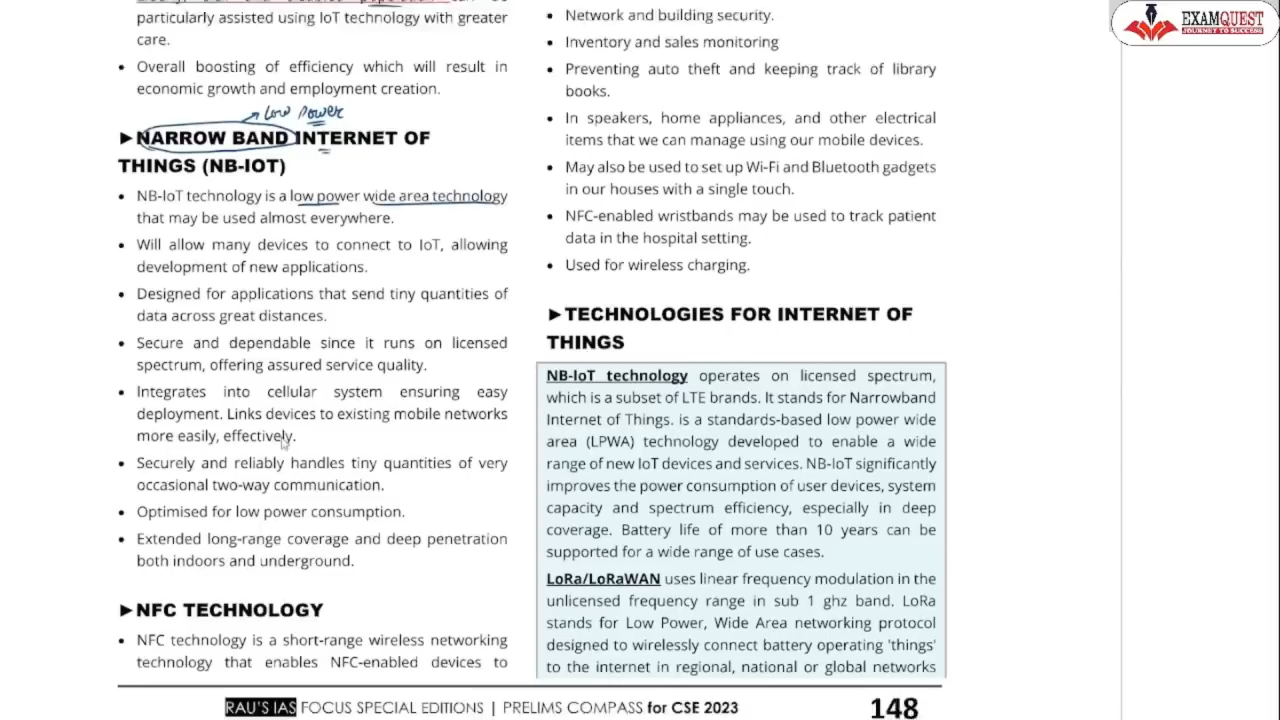 particularly assisted using IoT technology with greater
care.
• Overall boosting of efficiency which will result in
economic growth and employment creation.
Low power
►NARROW BAND INTERNET OF
THINGS (NB-IOT)
• NB-IoT technology is a low power wide area technology
that may be used almost everywhere.
• Will allow many devices to connect to IoT, allowing
development of new applications.
• Designed for applications that send tiny quantities of
data across great distances.
• Secure and dependable since it runs on licensed
spectrum, offering assured service quality.
• Integrates into cellular system ensuring easy
deployment. Links devices to existing mobile networks
more easily, effectively.
• Securely and reliably handles tiny quantities of very
occasional two-way communication.
• Optimised for low power consumption.
• Extended long-range coverage and deep penetration
both indoors and underground.
►NFC TECHNOLOGY
• NFC technology is a short-range wireless networking
technology that enables NFC-enabled devices to
• Network and building security.
• Inventory and sales monitoring
• Preventing auto theft and keeping track of library
books.
• In speakers, home appliances, and other electrical
items that we can manage using our mobile devices.
• May also be used to set up Wi-Fi and Bluetooth gadgets
in our houses with a single touch.
• NFC-enabled wristbands may be used to track patient
data in the hospital setting.
• Used for wireless charging.
►TECHNOLOGIES FOR INTERNET OF
THINGS
NB-IoT technology operates on licensed spectrum,
which is a subset of LTE brands. It stands for Narrowband
Internet of Things. is a standards-based low power wide
area (LPWA) technology developed to enable a wide
range of new IoT devices and services. NB-IoT significantly
improves the power consumption of user devices, system
capacity and spectrum efficiency, especially in deep
coverage. Battery life of more than 10 years can be
supported for a wide range of use cases.
LoRa/LoRaWAN uses linear frequency modulation in the
unlicensed frequency range in sub 1 ghz band. LoRa
stands for Low Power, Wide Area networking protocol
designed to wirelessly connect battery operating 'things'
to the internet in regional, national or global networks
RAU'S IAS FOCUS SPECIAL EDITIONS | PRELIMS COMPASS for CSE 2023
148
EXAMQUEST
JOURNEY TO SUCCESS